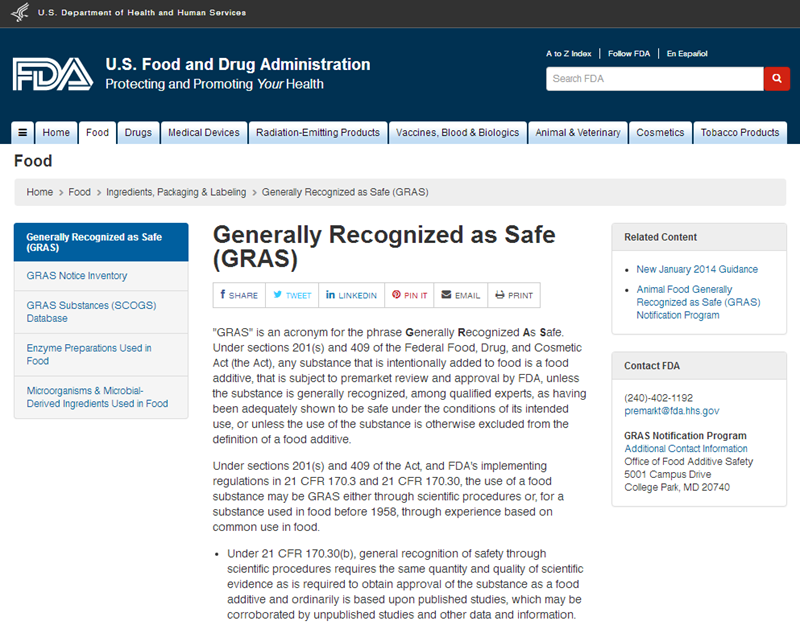 U.S. Department of Health and Human Services
FDA
U.S. Food and Drug Administration
Protecting and Promoting Your Health
A to Z Index | Follow FDA | En Español
Search FDA
Home Food Drugs Medical Devices Radiation-Emitting Products Vaccines, Blood & Biologics Animal & Veterinary Cosmetics Tobacco Products
Food
Home > Food > Ingredients, Packaging & Labeling > Generally Recognized as Safe (GRAS)
Generally Recognized as Safe
(GRAS)
GRAS Notice Inventory
GRAS Substances (SCOGS)
Database
Enzyme Preparations Used in
Food
Microorganisms & Microbial-
Derived Ingredients Used in Food
Generally Recognized as Safe
(GRAS)
SHARE TWEET LINKEDIN PIN IT EMAIL PRINT
"GRAS" is an acronym for the phrase Generally Recognized As Safe.
Under sections 201(s) and 409 of the Federal Food, Drug, and Cosmetic
Act (the Act), any substance that is intentionally added to food is a food
additive, that is subject to premarket review and approval by FDA, unless
the substance is generally recognized, among qualified experts, as having
been adequately shown to be safe under the conditions of its intended
use, or unless the use of the substance is otherwise excluded from the
definition of a food additive.
Under sections 201(s) and 409 of the Act, and FDA's implementing
regulations in 21 CFR 170.3 and 21 CFR 170.30, the use of a food
substance may be GRAS either through scientific procedures or, for a
substance used in food before 1958, through experience based on
common use in food.
• Under 21 CFR 170.30(b), general recognition of safety through
scientific procedures requires the same quantity and quality of scientific
evidence as is required to obtain approval of the substance as a food
additive and ordinarily is based upon published studies, which may be
corroborated by unpublished studies and other data and information.
Related Content
• New January 2014 Guidance
• Animal Food Generally
Recognized as Safe (GRAS)
Notification Program
Contact FDA
(240)-402-1192
premarkt@fda.hhs.gov
GRAS Notification Program
Additional Contact Information
Office of Food Additive Safety
5001 Campus Drive
College Park, MD 20740